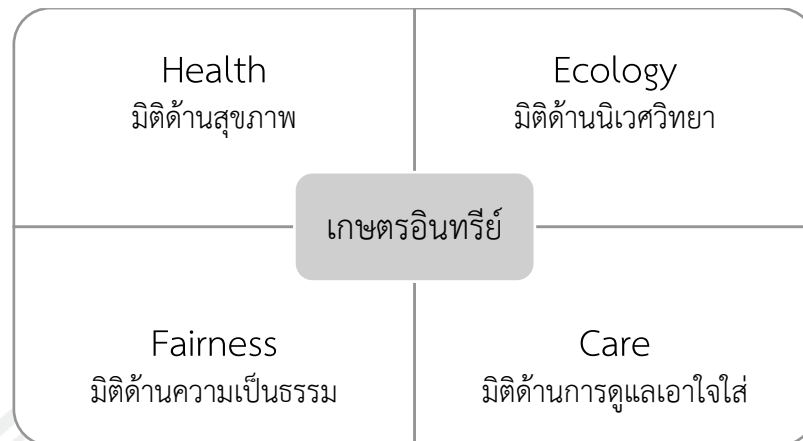 Health
มิติด้านสุขภาพ
Ecology
มิติด้านนิเวศวิทยา
เกษตรอินทรีย์
Fairness
มิติด้านความเป็นธรรม
Care
มิติด้านการดูแลเอาใจใส่